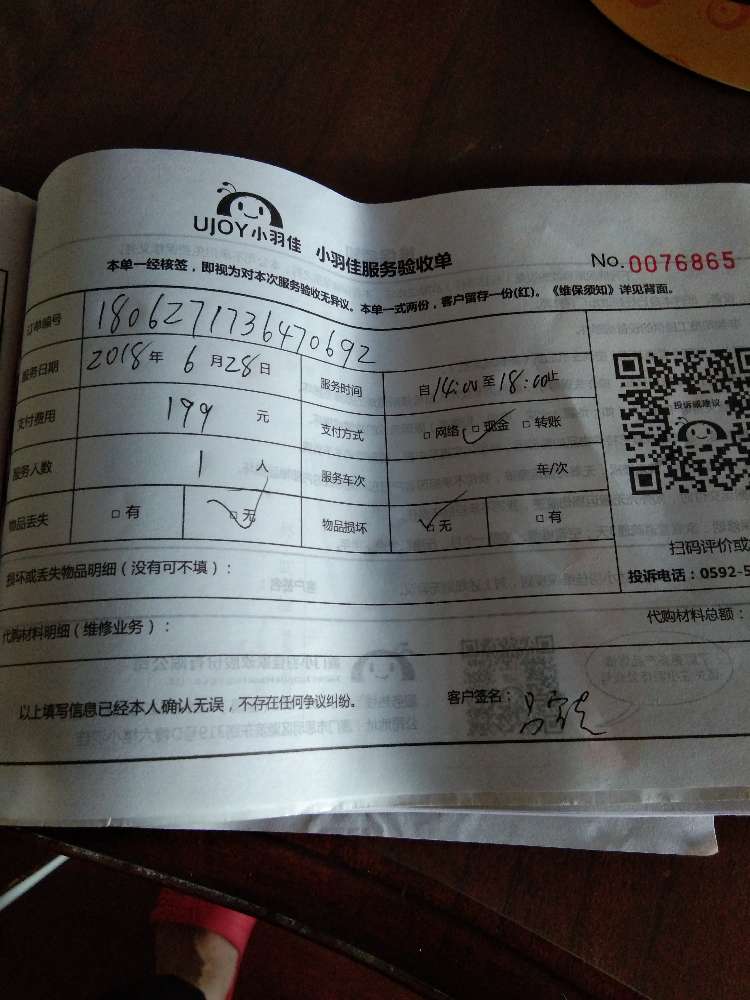 UJOY小羽佳 小羽佳服务验收单
No.0076865
本单一经核签，即视为对本次服务验收无异议。本单一式两份，客户留存一份(红)。《维保须知》详见背面。
订单编号 1806271736470692
服务日期 2018年 6月28日 服务时间 自14:00至18:00止
支付费用 199 元 支付方式 □网络 □现金 □转账
服务人数 1 人 服务车次 车/次
物品丢失 □有 □无 物品损坏 □无 □有
投诉或建议
扫码评价或
投诉电话：0592-5
损坏或丢失物品明细（没有可不填）：
代购材料明细（维修业务）：
代购材料总额：
以上填写信息已经本人确认无误，不存在任何争议纠纷。
客户签名：